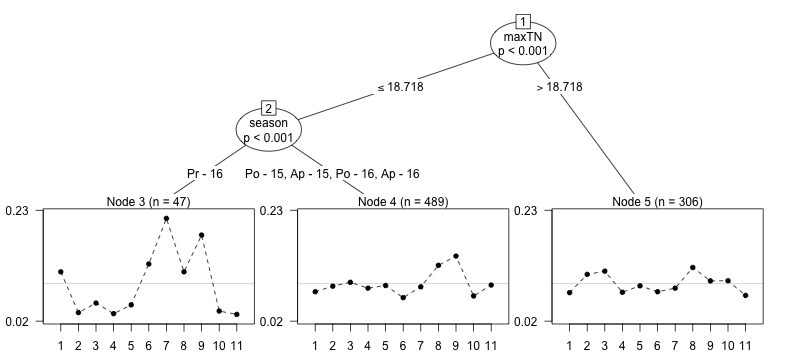 1
maxTN
p < 0.001
≤ 18.718
> 18.718
2
season
p < 0.001
Pr - 16
Po - 15, Ap - 15, Po - 16, Ap - 16
Node 3 (n = 47)
0.23
0.02
1 2 3 4 5 6 7 8 9 10 11
Node 4 (n = 489)
0.23
0.02
1 2 3 4 5 6 7 8 9 10 11
Node 5 (n = 306)
0.23
0.02
1 2 3 4 5 6 7 8 9 10 11